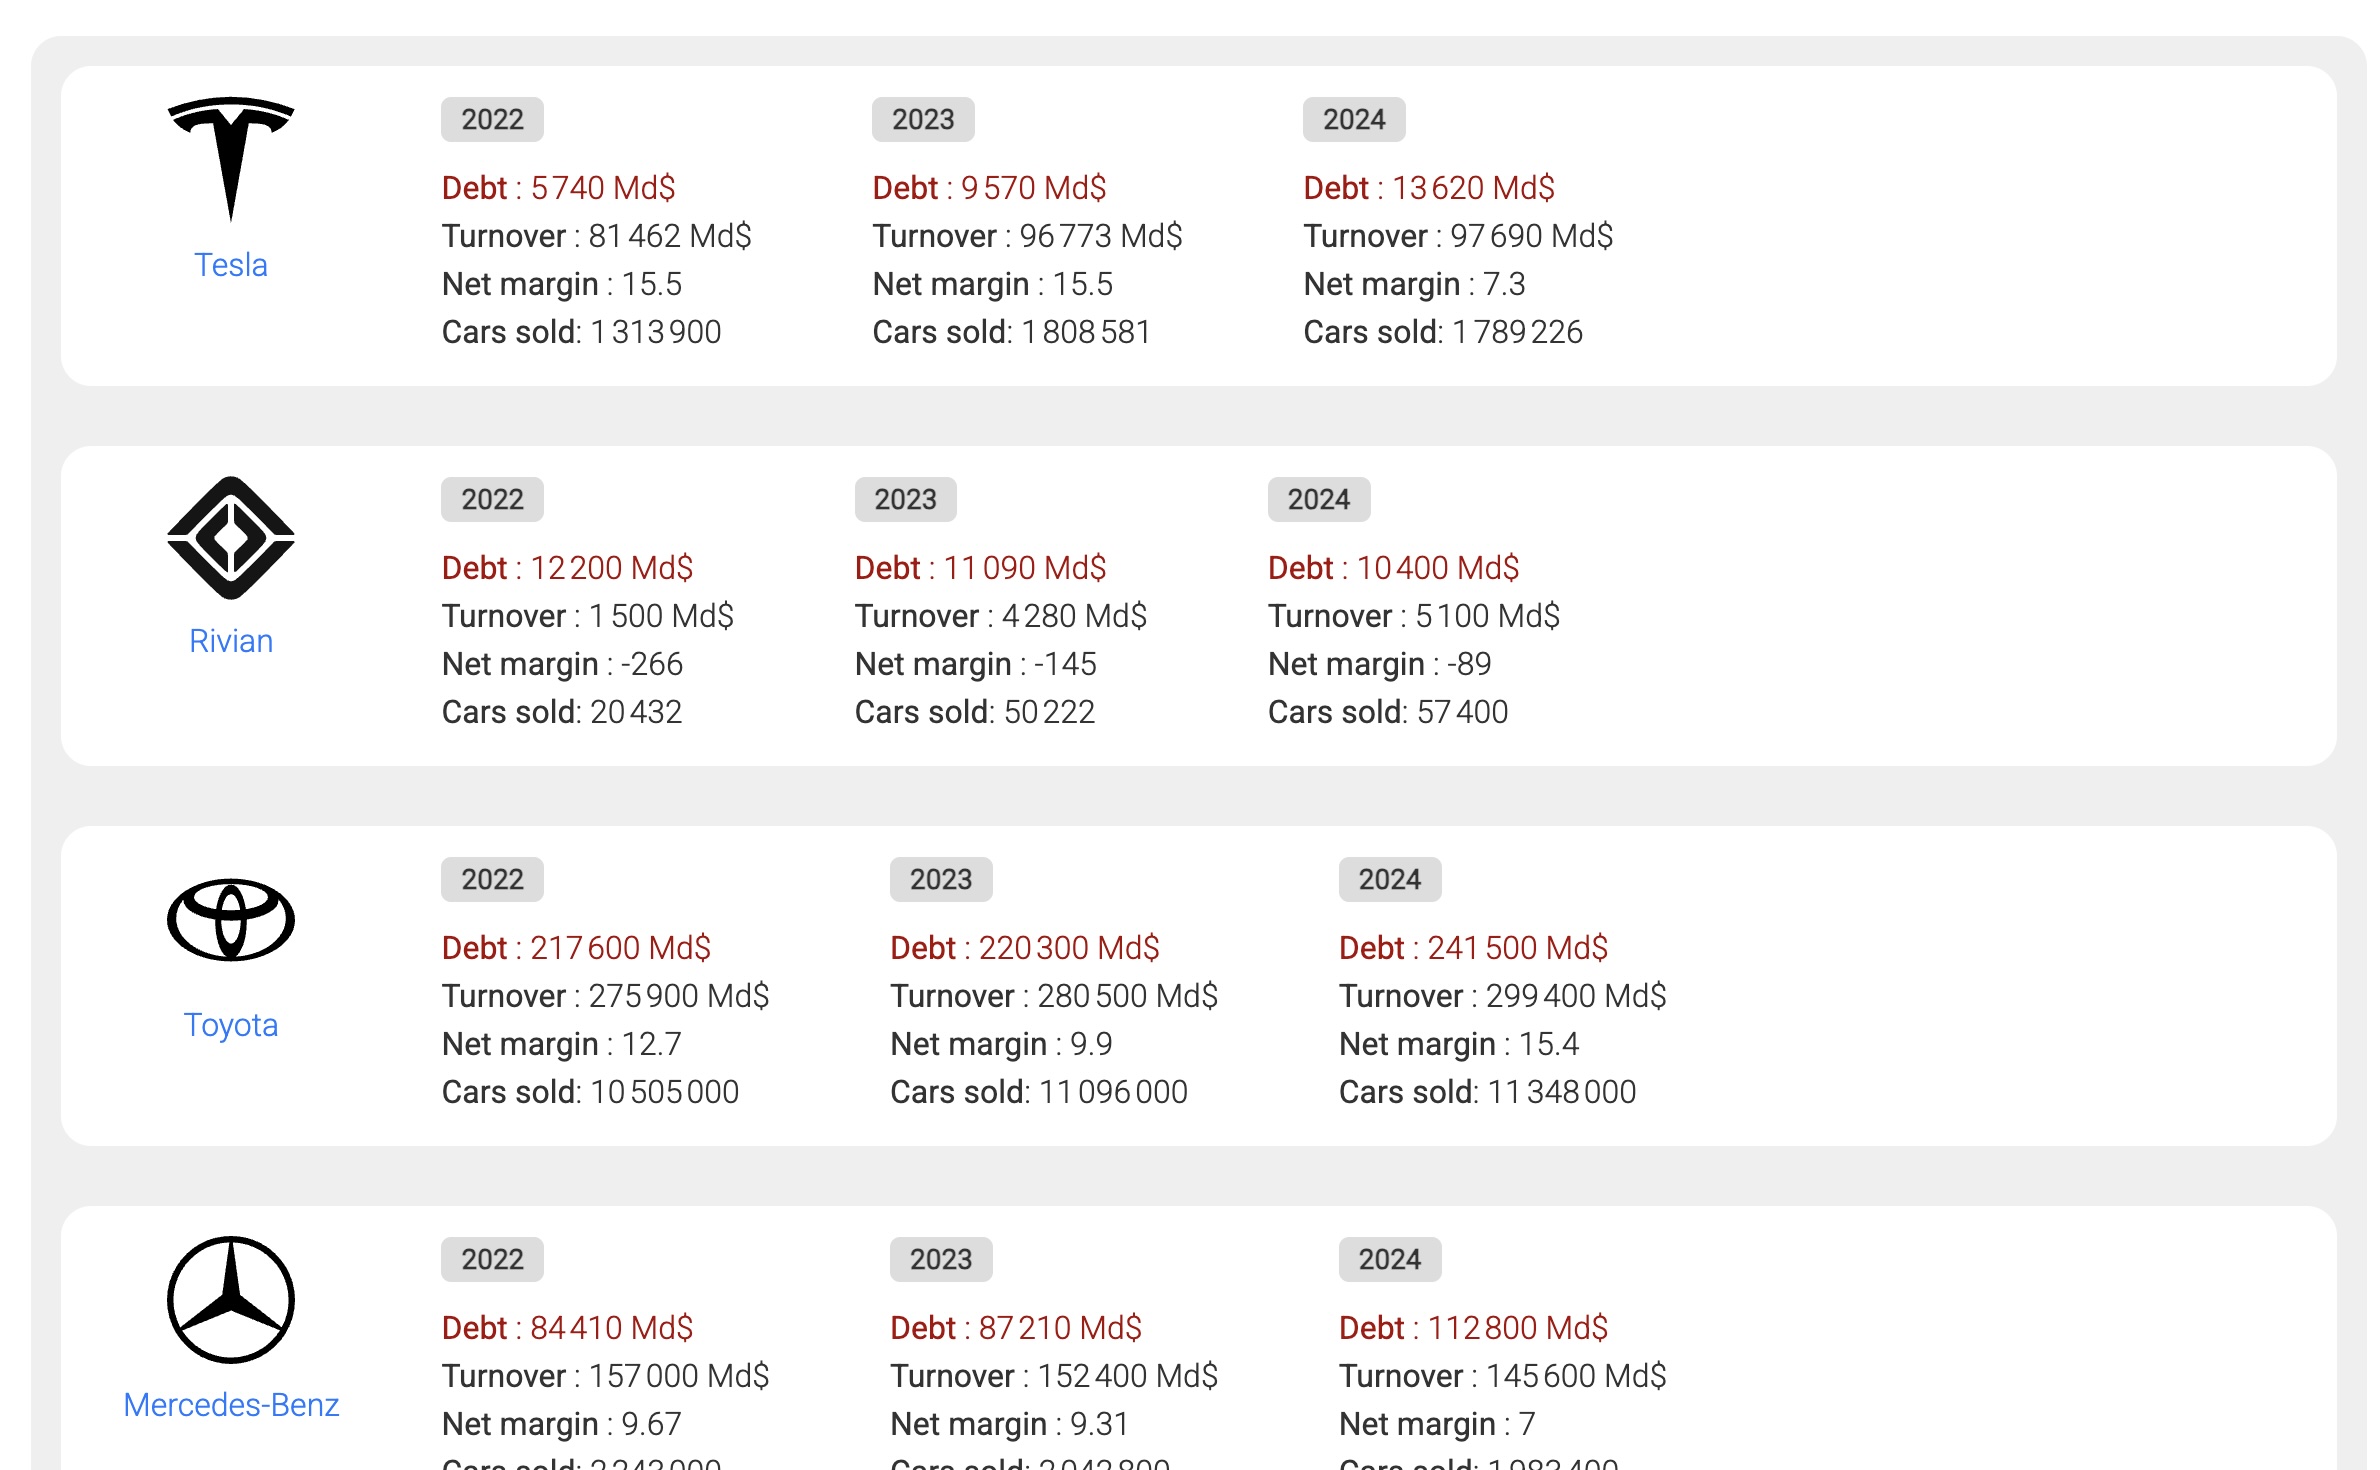 2022 2023 2024
Debt : 5 740 Md$ Debt : 9 570 Md$ Debt : 13 620 Md$
Turnover : 81 462 Md$ Turnover : 96 773 Md$ Turnover : 97 690 Md$
Tesla
Net margin : 15.5 Net margin : 15.5 Net margin : 7.3
Cars sold: 1 313 900 Cars sold: 1 808 581 Cars sold: 1 789 226
2022 2023 2024
Debt : 12 200 Md$ Debt : 11 090 Md$ Debt : 10 400 Md$
Turnover : 1 500 Md$ Turnover : 4 280 Md$ Turnover : 5 100 Md$
Rivian
Net margin : -266 Net margin : -145 Net margin : -89
Cars sold: 20 432 Cars sold: 50 222 Cars sold: 57 400
2022 2023 2024
Debt : 217 600 Md$ Debt : 220 300 Md$ Debt : 241 500 Md$
Turnover : 275 900 Md$ Turnover : 280 500 Md$ Turnover : 299 400 Md$
Toyota
Net margin : 12.7 Net margin : 9.9 Net margin : 15.4
Cars sold: 10 505 000 Cars sold: 11 096 000 Cars sold: 11 348 000
2022 2023 2024
Debt : 84 410 Md$ Debt : 87 210 Md$ Debt : 112 800 Md$
Turnover : 157 000 Md$ Turnover : 152 400 Md$ Turnover : 145 600 Md$
Mercedes-Benz
Net margin : 9.67 Net margin : 9.31 Net margin : 7
Cars sold: Cars sold: Cars sold: